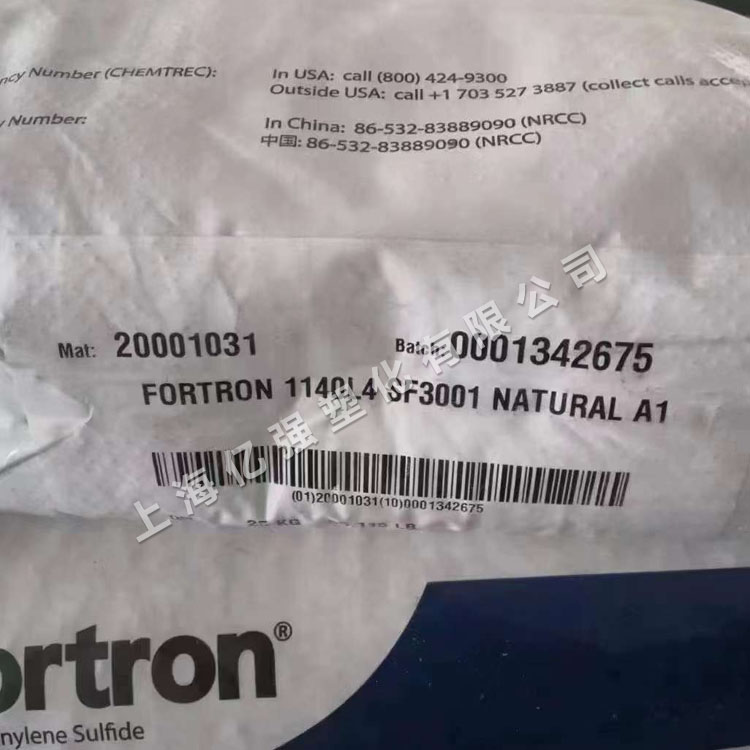 ncy Number (CHEMTREC):
In USA: call (800) 424-9300
Outside USA: call +1 703 527 3887 (collect calls accep
y Number:
In China: 86-532-83889090 (NRCC)
中国: 86-532-83889090 (NRCC)
Mat: 20001031
Batch: 0001342675
FORTRON 1140L4 SF3001 NATURAL A1
(01)20001031(10)0001342675
25 KG
LB
ortron®
nylene Sulfide
上海亿强塑化有限公司